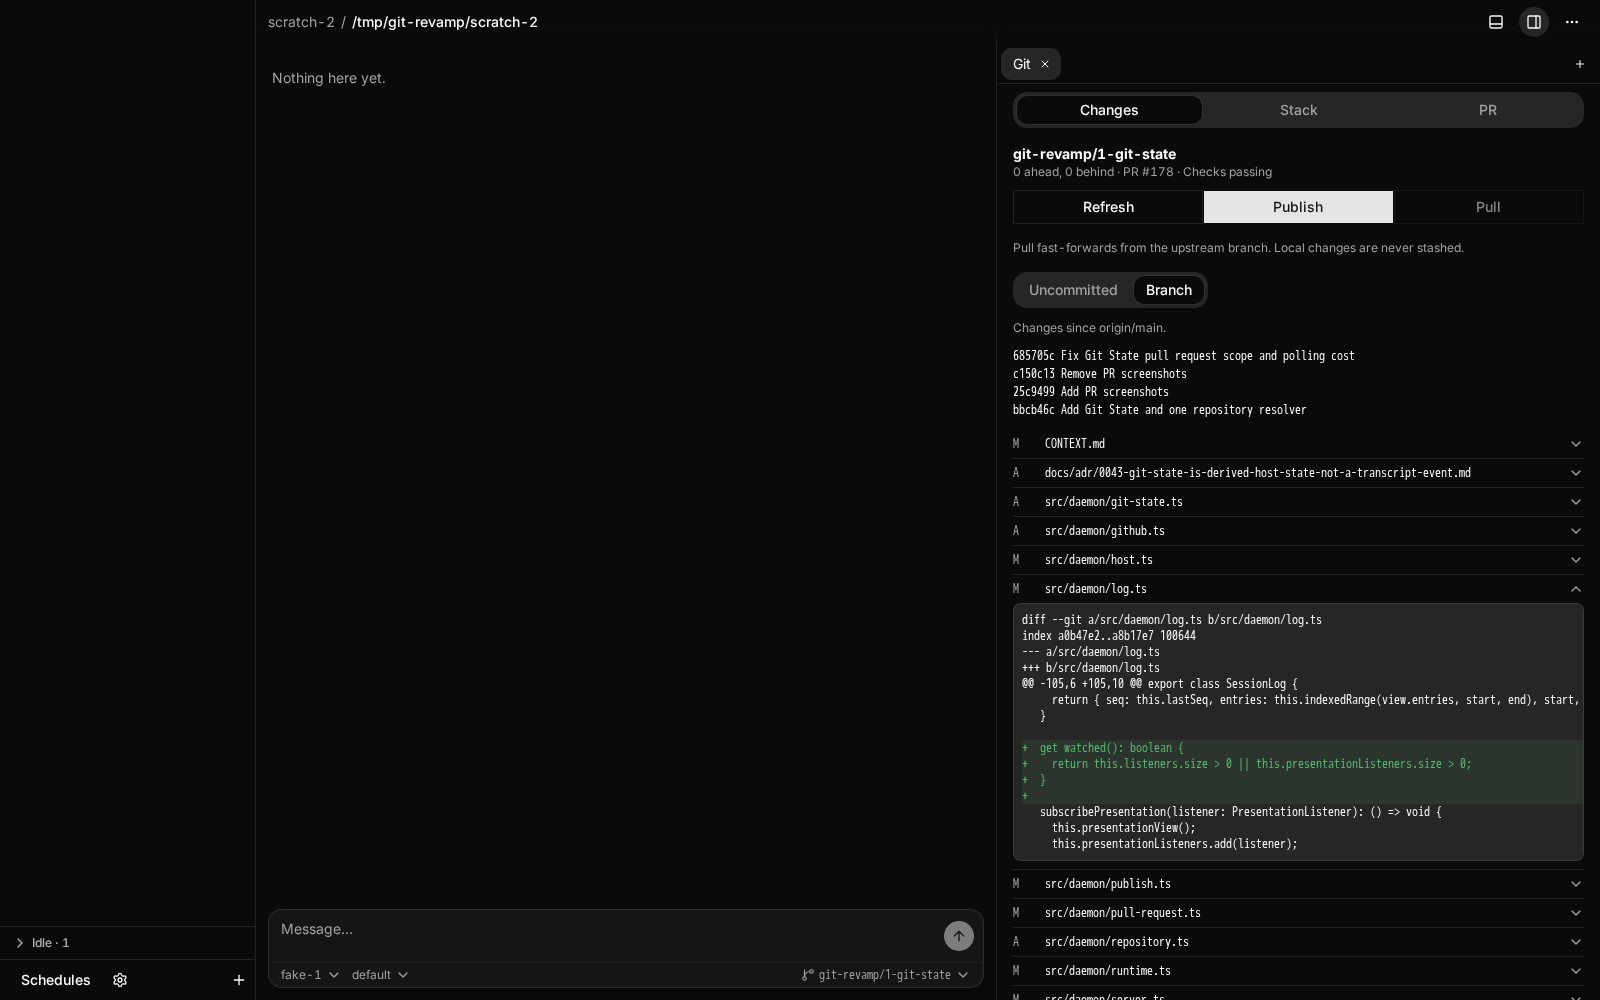 scratch-2 / /tmp/git-revamp/scratch-2
Nothing here yet.
Git
Changes
Stack
PR
git-revamp/1-git-state
0 ahead, 0 behind · PR #178 · Checks passing
Refresh
Publish
Pull
Pull fast-forwards from the upstream branch. Local changes are never stashed.
Uncommitted
Branch
Changes since origin/main.
685705c Fix Git State pull request scope and polling cost
c150c13 Remove PR screenshots
25c9499 Add PR screenshots
bbcb46c Add Git State and one repository resolver
M CONTEXT.md
A docs/adr/0043-git-state-is-derived-host-state-not-a-transcript-event.md
A src/daemon/git-state.ts
A src/daemon/github.ts
M src/daemon/host.ts
M src/daemon/log.ts
diff --git a/src/daemon/log.ts b/src/daemon/log.ts
index a0b47e2..a8b17e7 100644
--- a/src/daemon/log.ts
+++ b/src/daemon/log.ts
@@ -105,6 +105,10 @@ export class SessionLog {
return { seq: this.lastSeq, entries: this.indexedRange(view.entries, start, end), start,
}
+ get watched(): boolean {
+ return this.listeners.size > 0 || this.presentationListeners.size > 0;
+ }
+
subscribePresentation(listener: PresentationListener): () => void {
this.presentationView();
this.presentationListeners.add(listener);
M src/daemon/publish.ts
M src/daemon/pull-request.ts
A src/daemon/repository.ts
M src/daemon/runtime.ts
M src/daemon/server.ts
Message...
fake-1
default
git-revamp/1-git-state
Idle · 1
Schedules